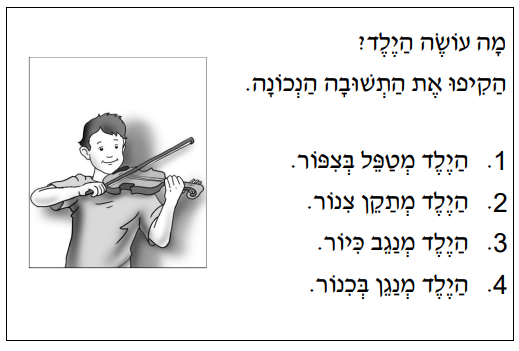 מָה עוֹשֶׂה הַיֶּלֶד?
הַקִּיפוּ אֶת הַתְּשׁוּבָה הַנְּכוֹנָה.
1. הַיֶּלֶד מְטַפֵּל בְּצִפּוֹר.
2. הַיֶּלֶד מְתַקֵּן צִנּוֹר.
3. הַיֶּלֶד מְנַגֵּב כִּיּוֹר.
4. הַיֶּלֶד מְנַגֵּן בְּכִנּוֹר.